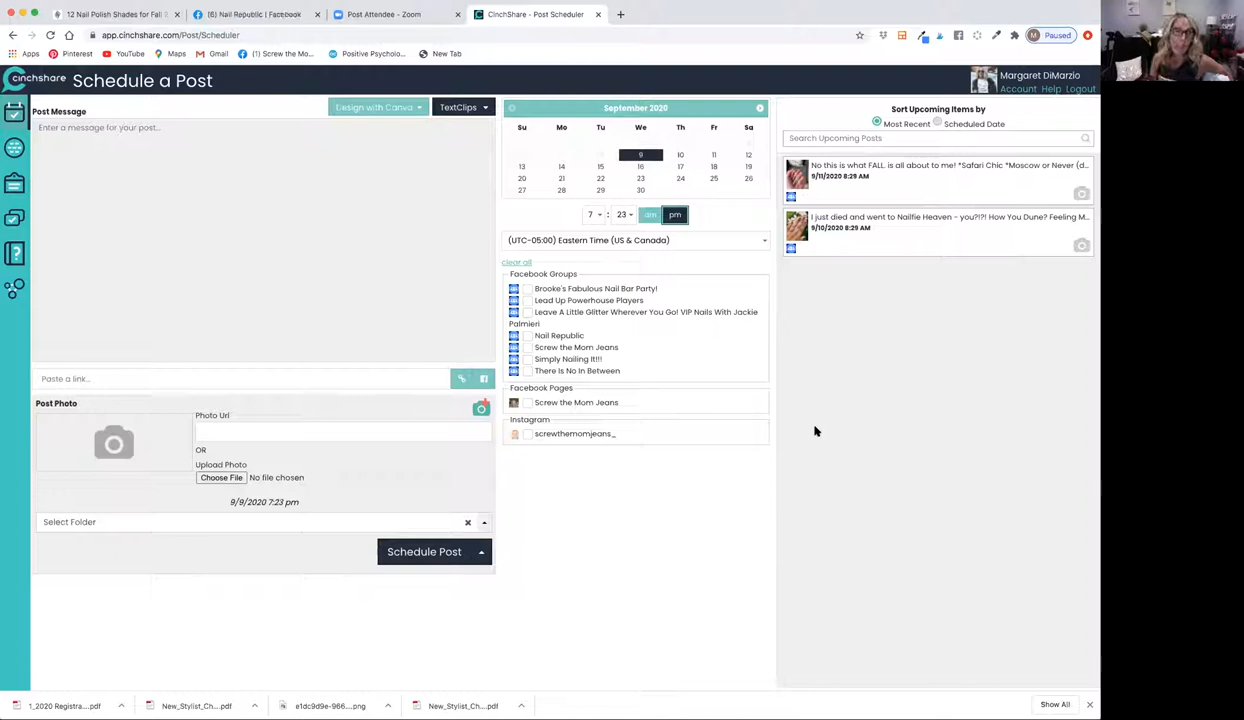 12 Nail Polish Shades for Fall 2
(6) Nail Republic | Facebook
Post Attendee - Zoom
CinchShare - Post Scheduler
app.cinchshare.com/Post/Scheduler
Paused
Apps
Pinterest
YouTube
Maps
Gmail
(1) Screw the Mo...
Positive Psycholo...
New Tab
cinchshare
Schedule a Post
Margaret DiMarzio
Account Help Logout
Post Message
Design with Canva
TextClips
Enter a message for your post...
September 2020
Su Mo Tu We Th Fr Sa
1 9 10 11 12
13 14 15 16 17 18 19
20 21 22 23 24 25 26
27 28 29 30
7 : 23 am pm
(UTC-05:00) Eastern Time (US & Canada)
clear all
Facebook Groups
Brooke's Fabulous Nail Bar Party!
Lead Up Powerhouse Players
Leave A Little Glitter Wherever You Go! VIP Nails With Jackie
Palmieri
Nail Republic
Screw the Mom Jeans
Simply Nailing It!!!
There Is No In Between
Facebook Pages
Screw the Mom Jeans
Instagram
screwthemomjeans_
Sort Upcoming Items by
Most Recent Scheduled Date
Search Upcoming Posts
No this is what FALL is all about to me! *Safari Chic *Moscow or Never (d...
9/11/2020 8:29 AM
I just died and went to Nailfie Heaven - you?!?! How You Dune? Feeling M...
9/10/2020 8:29 AM
Paste a link...
Post Photo
Photo Url
OR
Upload Photo
Choose File No file chosen
9/9/2020 7:23 pm
Select Folder
Schedule Post
1_2020 Registra....pdf
New_Stylist_Ch....pdf
e1dc9d9e-966....png
New_Stylist_Ch....pdf
Show All